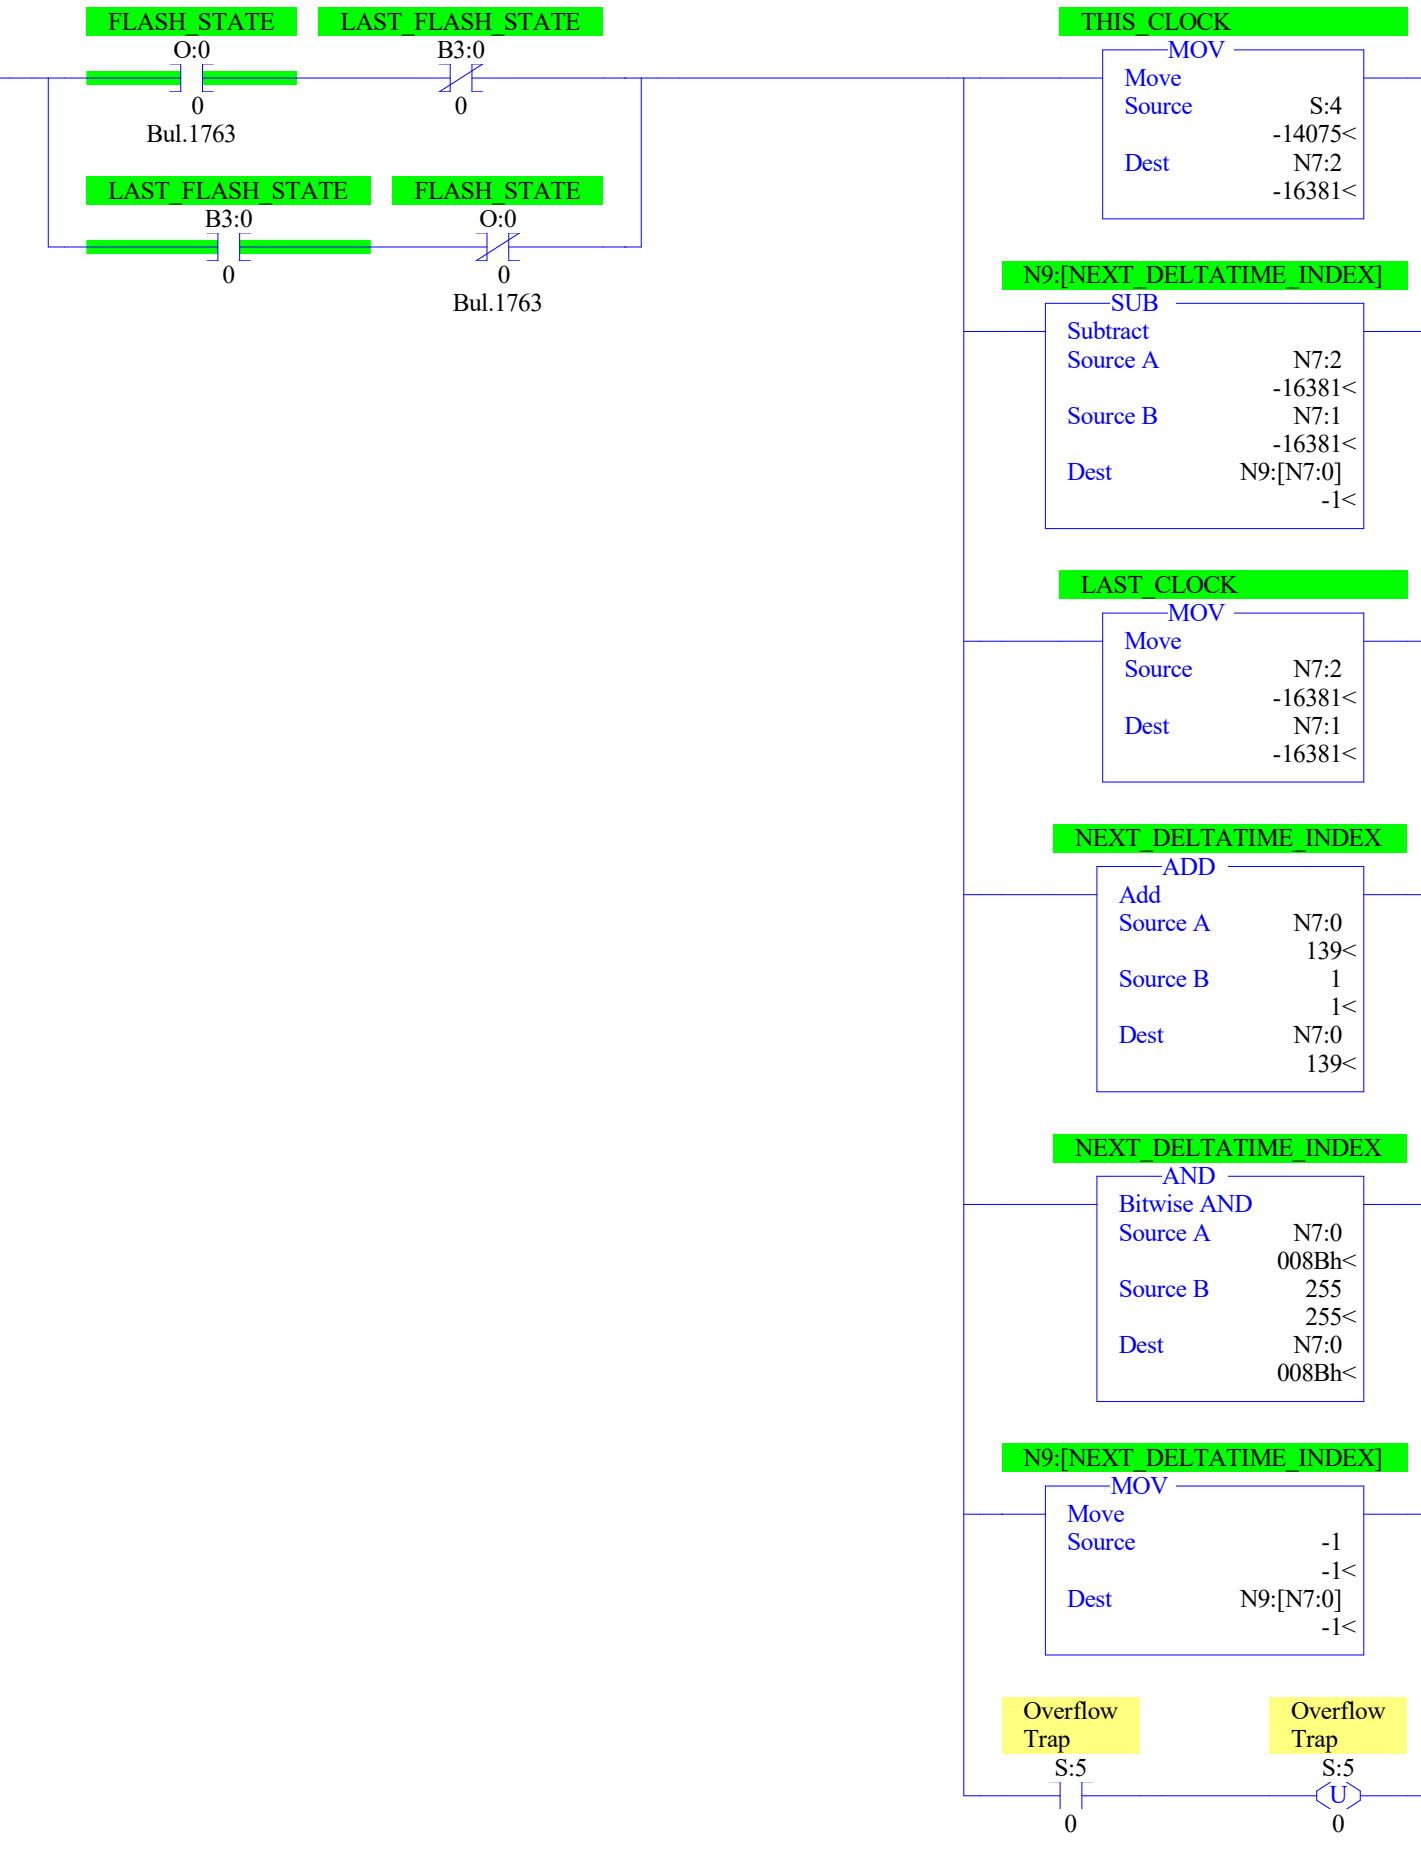 FLASH_STATE
O:0
0
Bul.1763
LAST_FLASH_STATE
B3:0
0
LAST_FLASH_STATE
B3:0
0
FLASH_STATE
O:0
0
Bul.1763
THIS_CLOCK
MOV
Move
Source S:4
-14075<
Dest N7:2
-16381<
N9:[NEXT_DELTATIME_INDEX]
SUB
Subtract
Source A N7:2
-16381<
Source B N7:1
-16381<
Dest N9:[N7:0]
-1<
LAST_CLOCK
MOV
Move
Source N7:2
-16381<
Dest N7:1
-16381<
NEXT_DELTATIME_INDEX
ADD
Add
Source A N7:0
139<
Source B 1
1<
Dest N7:0
139<
NEXT_DELTATIME_INDEX
AND
Bitwise AND
Source A N7:0
008Bh<
Source B 255
255<
Dest N7:0
008Bh<
N9:[NEXT_DELTATIME_INDEX]
MOV
Move
Source -1
-1<
Dest N9:[N7:0]
-1<
Overflow
Trap
S:5
0
Overflow
Trap
S:5
U
0